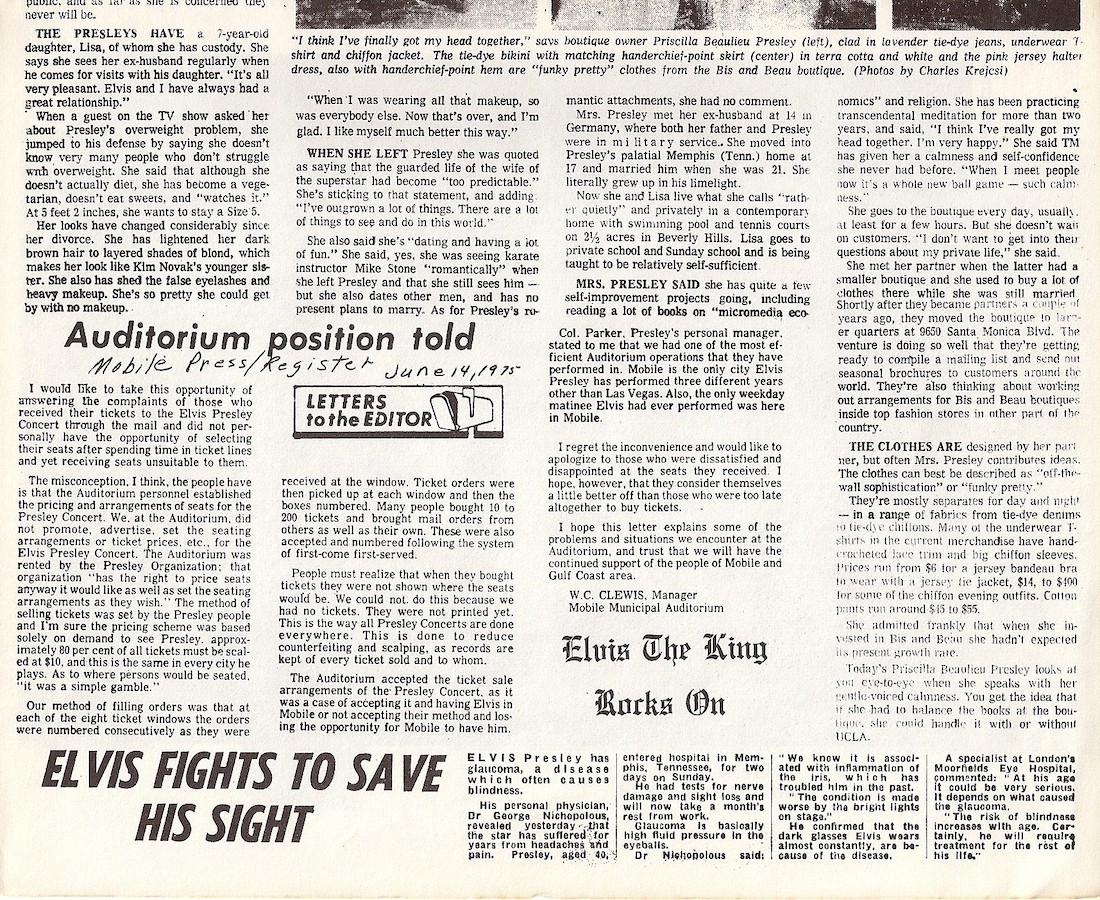 public, and as far as she is concerned they
never will be.
THE PRESLEYS HAVE a 7-year-old
daughter, Lisa, of whom she has custody. She
says she sees her ex-husband regularly when
he comes for visits with his daughter. "It's all
very pleasant. Elvis and I have always had a
great relationship."
When a guest on the TV show asked her
about Presley's overweight problem, she
jumped to his defense by saying she doesn't
know very many people who don't struggle
with overweight. She said that although she
doesn't actually diet, she has become a vege-
tarian, doesn't eat sweets, and "watches it."
At 5 feet 2 inches, she wants to stay a Size 5.
Her looks have changed considerably since
her divorce. She has lightened her dark
brown hair to layered shades of blond, which
makes her look like Kim Novak's younger sis-
ter. She also has shed the false eyelashes and
heavy makeup. She's so pretty she could get
by with no makeup.
"I think I've finally got my head together," says boutique owner Priscilla Beaulieu Presley (left), clad in lavender tie-dye jeans, underwear T-
shirt and chiffon jacket. The tie-dye bikini with matching handerchief-point skirt (center) in terra cotta and white and the pink jersey halter
dress, also with handerchief-point hem are "funky pretty" clothes from the Bis and Beau boutique. (Photos by Charles Krejcsi)
"When I was wearing all that makeup, so
was everybody else. Now that's over, and I'm
glad. I like myself much better this way."
WHEN SHE LEFT Presley she was quoted
as saying that the guarded life of the wife of
the superstar had become "too predictable."
She's sticking to that statement, and adding:
"I've outgrown a lot of things. There are a lot
of things to see and do in this world."
She also said she's "dating and having a lot
of fun." She said, yes, she was seeing karate
instructor Mike Stone "romantically" when
she left Presley and that she still sees him —
but she also dates other men, and has no
present plans to marry. As for Presley's ro-
mantic attachments, she had no comment.
Mrs. Presley met her ex-husband at 14 in
Germany, where both her father and Presley
were in military service. She moved into
Presley's palatial Memphis (Tenn.) home at
17 and married him when she was 21. She
literally grew up in his limelight.
Now she and Lisa live what she calls "rath-
er quietly" and privately in a contemporary
home with swimming pool and tennis courts
on 2½ acres in Beverly Hills. Lisa goes to
private school and Sunday school and is being
taught to be relatively self-sufficient.
MRS. PRESLEY SAID she has quite a few
self-improvement projects going, including
reading a lot of books on "micromedia eco-
nomics" and religion. She has been practicing
transcendental meditation for more than two
years, and said, "I think I've really got my
head together. I'm very happy." She said TM
has given her a calmness and self-confidence
she never had before. "When I meet people
now it's a whole new ball game — such calm-
ness."
She goes to the boutique every day, usually,
at least for a few hours. But she doesn't wait
on customers. "I don't want to get into their
questions about my private life," she said.
She met her partner when the latter had a
smaller boutique and she used to buy a lot of
clothes there while she was still married.
Shortly after they became partners a couple of
years ago, they moved the boutique to larg-
er quarters at 9650 Santa Monica Blvd. The
venture is doing so well that they're getting
ready to compile a mailing list and send out
seasonal brochures to customers around the
world. They're also thinking about working
out arrangements for Bis and Beau boutiques
inside top fashion stores in other part of the
country.
THE CLOTHES ARE designed by her part-
ner, but often Mrs. Presley contributes ideas.
The clothes can best be described as "off-the-
wall sophistication" or "funky pretty."
They're mostly separates for day and night
— in a range of fabrics from tie-dye denims
to tie-dye chiffons. Many of the underwear T-
shirts in the current merchandise have hand-
crocheted lace trim and big chiffon sleeves.
Prices run from $6 for a jersey bandeau bra
to wear with a jersey tie jacket, $14, to $400
for some of the chiffon evening outfits. Cotton
pants run around $45 to $55.
She admitted frankly that when she in-
vested in Bis and Beau she hadn't expected
its present growth rate.
Today's Priscilla Beaulieu Presley looks at
you eye-to-eye when she speaks with her
gentle-voiced calmness. You get the idea that
if she had to balance the books at the bou-
tique, she could handle it with or without
UCLA.
Auditorium position told
Mobile Press/Register June 14, 1975
LETTERS
to the EDITOR
I would like to take this opportunity of
answering the complaints of those who
received their tickets to the Elvis Presley
Concert through the mail and did not per-
sonally have the opportunity of selecting
their seats after spending time in ticket lines
and yet receiving seats unsuitable to them.
The misconception, I think, the people have
is that the Auditorium personnel established
the pricing and arrangements of seats for the
Presley Concert. We, at the Auditorium, did
not promote, advertise, set the seating
arrangements or ticket prices, etc., for the
Elvis Presley Concert. The Auditorium was
rented by the Presley Organization; that
organization "has the right to price seats
anyway it would like as well as set the seating
arrangements as they wish." The method of
selling tickets was set by the Presley people
and I'm sure the pricing scheme was based
solely on demand to see Presley. approx-
imately 80 per cent of all tickets must be scal-
ed at $10, and this is the same in every city he
plays. As to where persons would be seated,
"it was a simple gamble."
Our method of filling orders was that at
each of the eight ticket windows the orders
were numbered consecutively as they were
received at the window. Ticket orders were
then picked up at each window and then the
boxes numbered. Many people bought 10 to
200 tickets and brought mail orders from
others as well as their own. These were also
accepted and numbered following the system
of first-come first-served.
People must realize that when they bought
tickets they were not shown where the seats
would be. We could not do this because we
had no tickets. They were not printed yet.
This is the way all Presley Concerts are done
everywhere. This is done to reduce
counterfeiting and scalping, as records are
kept of every ticket sold and to whom.
The Auditorium accepted the ticket sale
arrangements of the Presley Concert, as it
was a case of accepting it and having Elvis in
Mobile or not accepting their method and los-
ing the opportunity for Mobile to have him.
Col. Parker, Presley's personal manager,
stated to me that we had one of the most ef-
ficient Auditorium operations that they have
performed in. Mobile is the only city Elvis
Presley has performed three different years
other than Las Vegas. Also, the only weekday
matinee Elvis had ever performed was here
in Mobile.
I regret the inconvenience and would like to
apologize to those who were dissatisfied and
disappointed at the seats they received. I
hope, however, that they consider themselves
a little better off than those who were too late
altogether to buy tickets.
I hope this letter explains some of the
problems and situations we encounter at the
Auditorium, and trust that we will have the
continued support of the people of Mobile and
Gulf Coast area.
W.C. CLEWIS, Manager
Mobile Municipal Auditorium
Elvis The King
Rocks On
ELVIS FIGHTS TO SAVE
HIS SIGHT
ELVIS Presley has
glaucoma, a disease
which often causes
blindness.
His personal physician,
Dr George Nichopolous,
revealed yesterday that
the star has suffered for
years from headaches and
pain. Presley, aged 40,
entered hospital in Mem-
phis, Tennessee, for two
days on Sunday.
He had tests for nerve
damage and sight loss and
will now take a month's
rest from work.
Glaucoma is basically
high fluid pressure in the
eyeballs.
Dr Nichopolous said:
"We know it is associ-
ated with inflammation of
the iris, which has
troubled him in the past.
"The condition is made
worse by the bright lights
on stage."
He confirmed that the
dark glasses Elvis wears
almost constantly, are be-
cause of the disease.
A specialist at London's
Moorfields Eye Hospital,
commented: "At his age
it could be very serious.
It depends on what caused
the glaucoma.
"The risk of blindness
increases with age. Cer-
tainly, he will require
treatment for the rest of
his life."